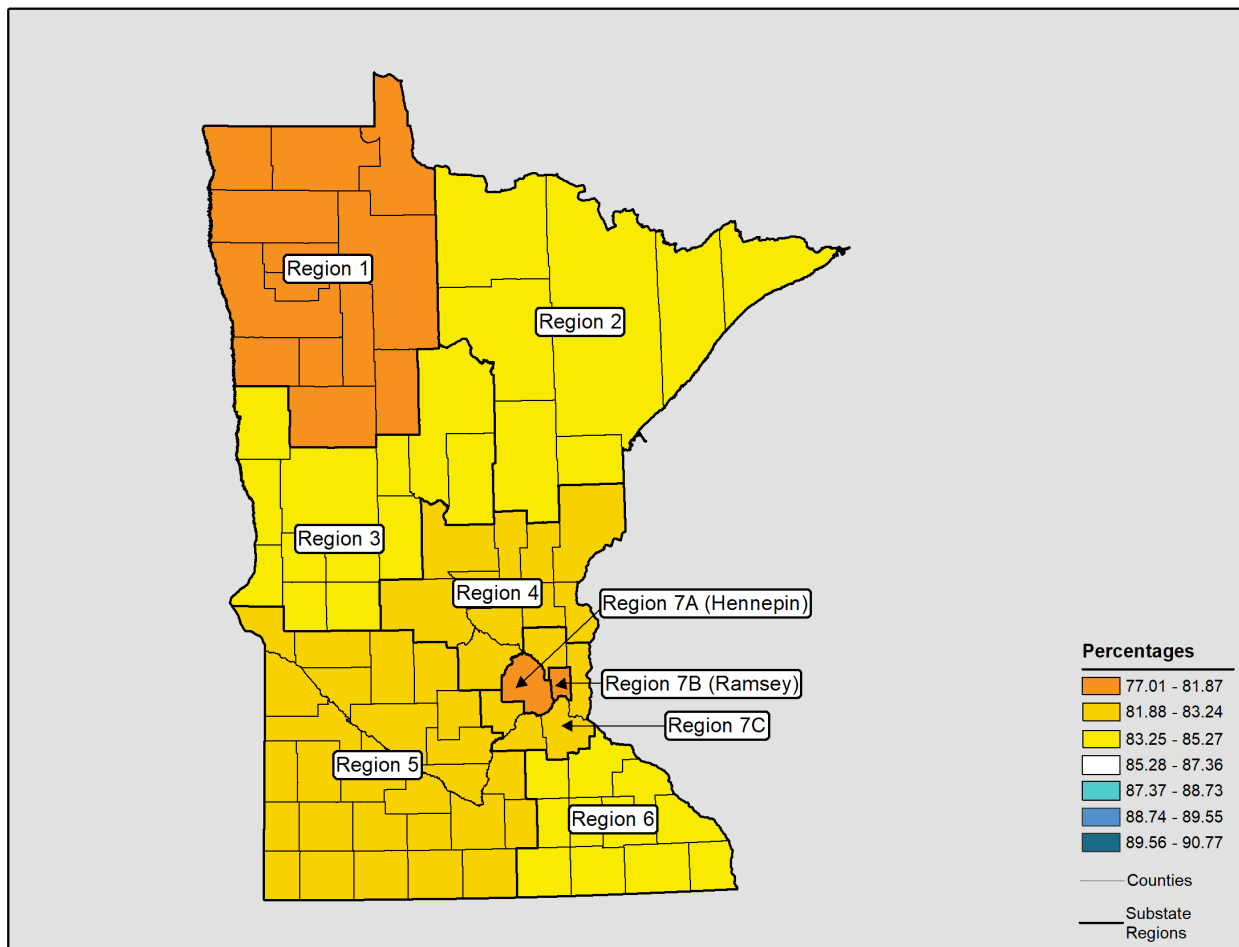 Region 1
Region 2
Region 3
Region 4
Region 7A (Hennepin)
Region 7B (Ramsey)
Region 7C
Region 5
Region 6
Percentages
77.01 - 81.87
81.88 - 83.24
83.25 - 85.27
85.28 - 87.36
87.37 - 88.73
88.74 - 89.55
89.56 - 90.77
Counties
Substate
Regions